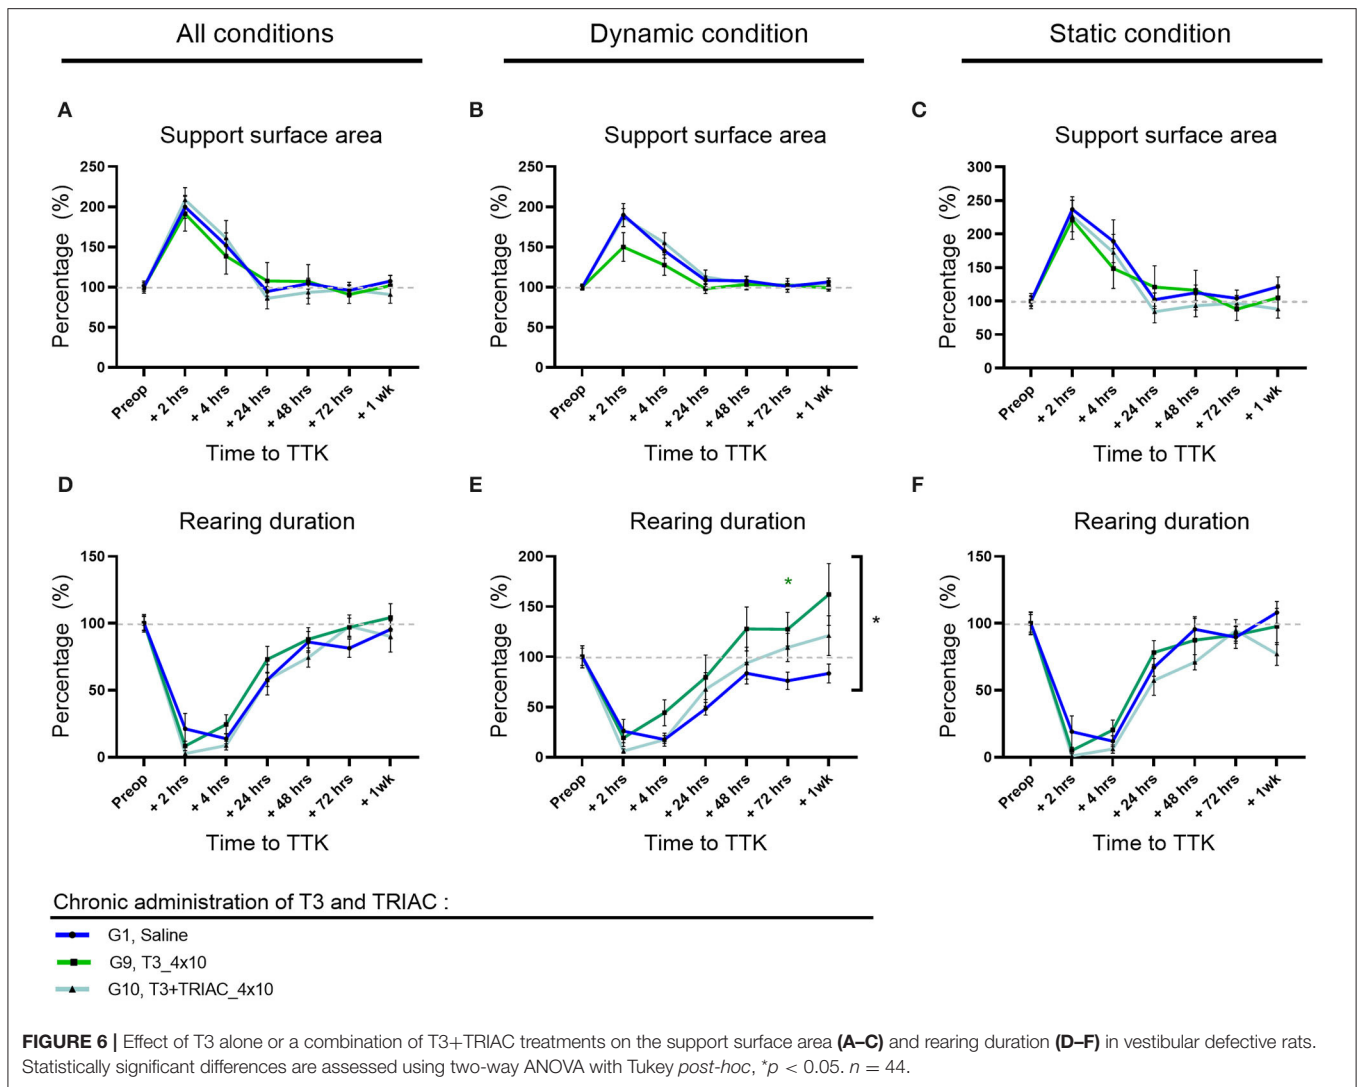 All conditions
Dynamic condition
Static condition
A
Support surface area
Percentage (%)
250
200
150
100
50
0
Preop
+ 2 hrs
+ 4 hrs
+ 24 hrs
+ 48 hrs
+ 72 hrs
+ 1 wk
Time to TTK
B
Support surface area
Percentage (%)
250
200
150
100
50
0
Preop
+ 2 hrs
+ 4 hrs
+ 24 hrs
+ 48 hrs
+ 72 hrs
+ 1 wk
Time to TTK
C
Support surface area
Percentage (%)
300
250
200
150
100
50
0
Preop
+ 2 hrs
+ 4 hrs
+ 24 hrs
+ 48 hrs
+ 72 hrs
+ 1 wk
Time to TTK
D
Rearing duration
Percentage (%)
150
100
50
0
Preop
+ 2 hrs
+ 4 hrs
+ 24 hrs
+ 48 hrs
+ 72 hrs
+ 1 wk
Time to TTK
E
Rearing duration
Percentage (%)
200
150
100
50
0
*
*
Preop
+ 2 hrs
+ 4 hrs
+ 24 hrs
+ 48 hrs
+ 72 hrs
+ 1wk
Time to TTK
F
Rearing duration
Percentage (%)
150
100
50
0
Preop
+ 2 hrs
+ 4 hrs
+ 24 hrs
+ 48 hrs
+ 72 hrs
+ 1wk
Time to TTK
Chronic administration of T3 and TRIAC :
G1, Saline
G9, T3_4x10
G10, T3+TRIAC_4x10
FIGURE 6 | Effect of T3 alone or a combination of T3+TRIAC treatments on the support surface area (A–C) and rearing duration (D–F) in vestibular defective rats.
Statistically significant differences are assessed using two-way ANOVA with Tukey post-hoc, *p < 0.05. n = 44.